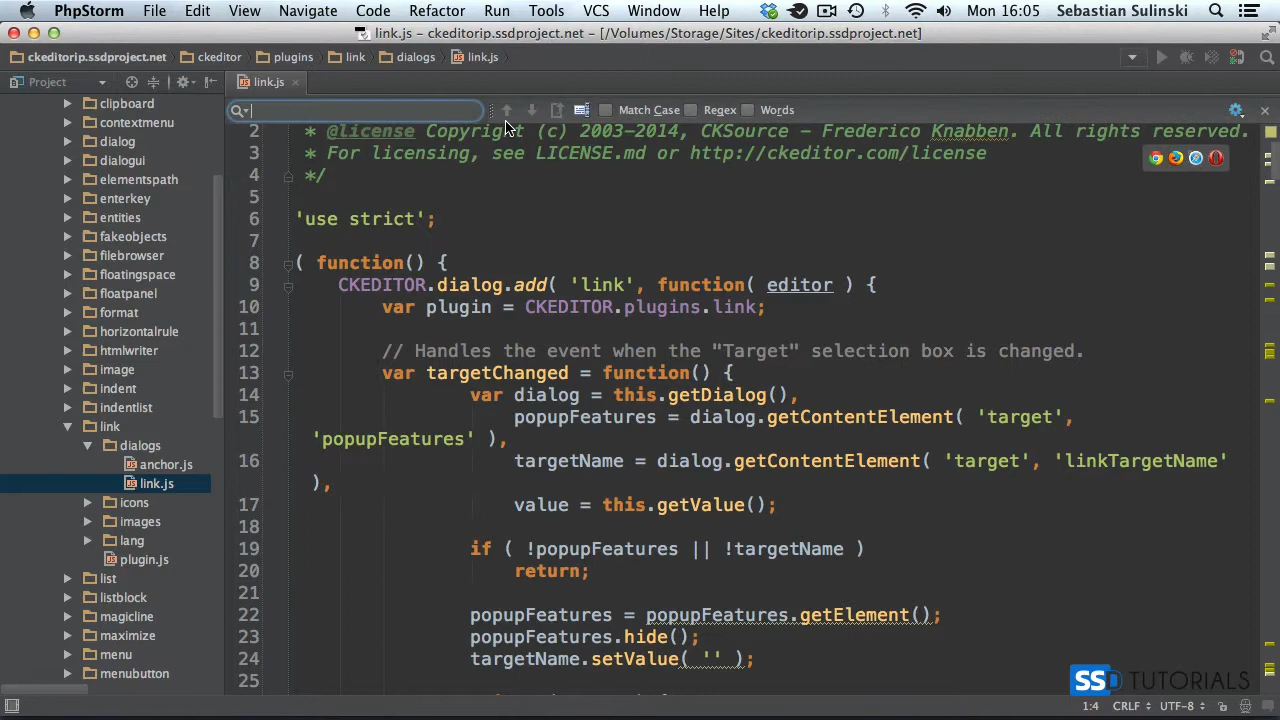 PhpStorm File Edit View Navigate Code Refactor Run Tools VCS Window Help Mon 16:05 Sebastian Sulinski
link.js - ckeditorip.ssdproject.net - [/Volumes/Storage/Sites/ckeditorip.ssdproject.net]
ckeditorip.ssdproject.net ckeditor plugins link dialogs link.js
Project
link.js
Match Case Regex Words
clipboard
contextmenu
dialog
dialogui
elementspath
enterkey
entities
fakeobjects
filebrowser
floatingspace
floatpanel
format
horizontalrule
htmlwriter
image
indent
indentlist
link
dialogs
anchor.js
link.js
icons
images
lang
plugin.js
list
listblock
magicline
maximize
menu
menubutton
2 * @license Copyright (c) 2003-2014, CKSource - Frederico Knabben. All rights reserved.
3 * For licensing, see LICENSE.md or http://ckeditor.com/license
4 */
5
6 'use strict';
7
8 ( function() {
9 CKEDITOR.dialog.add( 'link', function( editor ) {
10 var plugin = CKEDITOR.plugins.link;
11
12 // Handles the event when the "Target" selection box is changed.
13 var targetChanged = function() {
14 var dialog = this.getDialog(),
15 popupFeatures = dialog.getContentElement( 'target',
'popupFeatures' ),
16 targetName = dialog.getContentElement( 'target', 'linkTargetName'
),
17 value = this.getValue();
18
19 if ( !popupFeatures || !targetName )
20 return;
21
22 popupFeatures = popupFeatures.getElement();
23 popupFeatures.hide();
24 targetName.setValue( '' );
25
SSD TUTORIALS
1:4 CRLF UTF-8